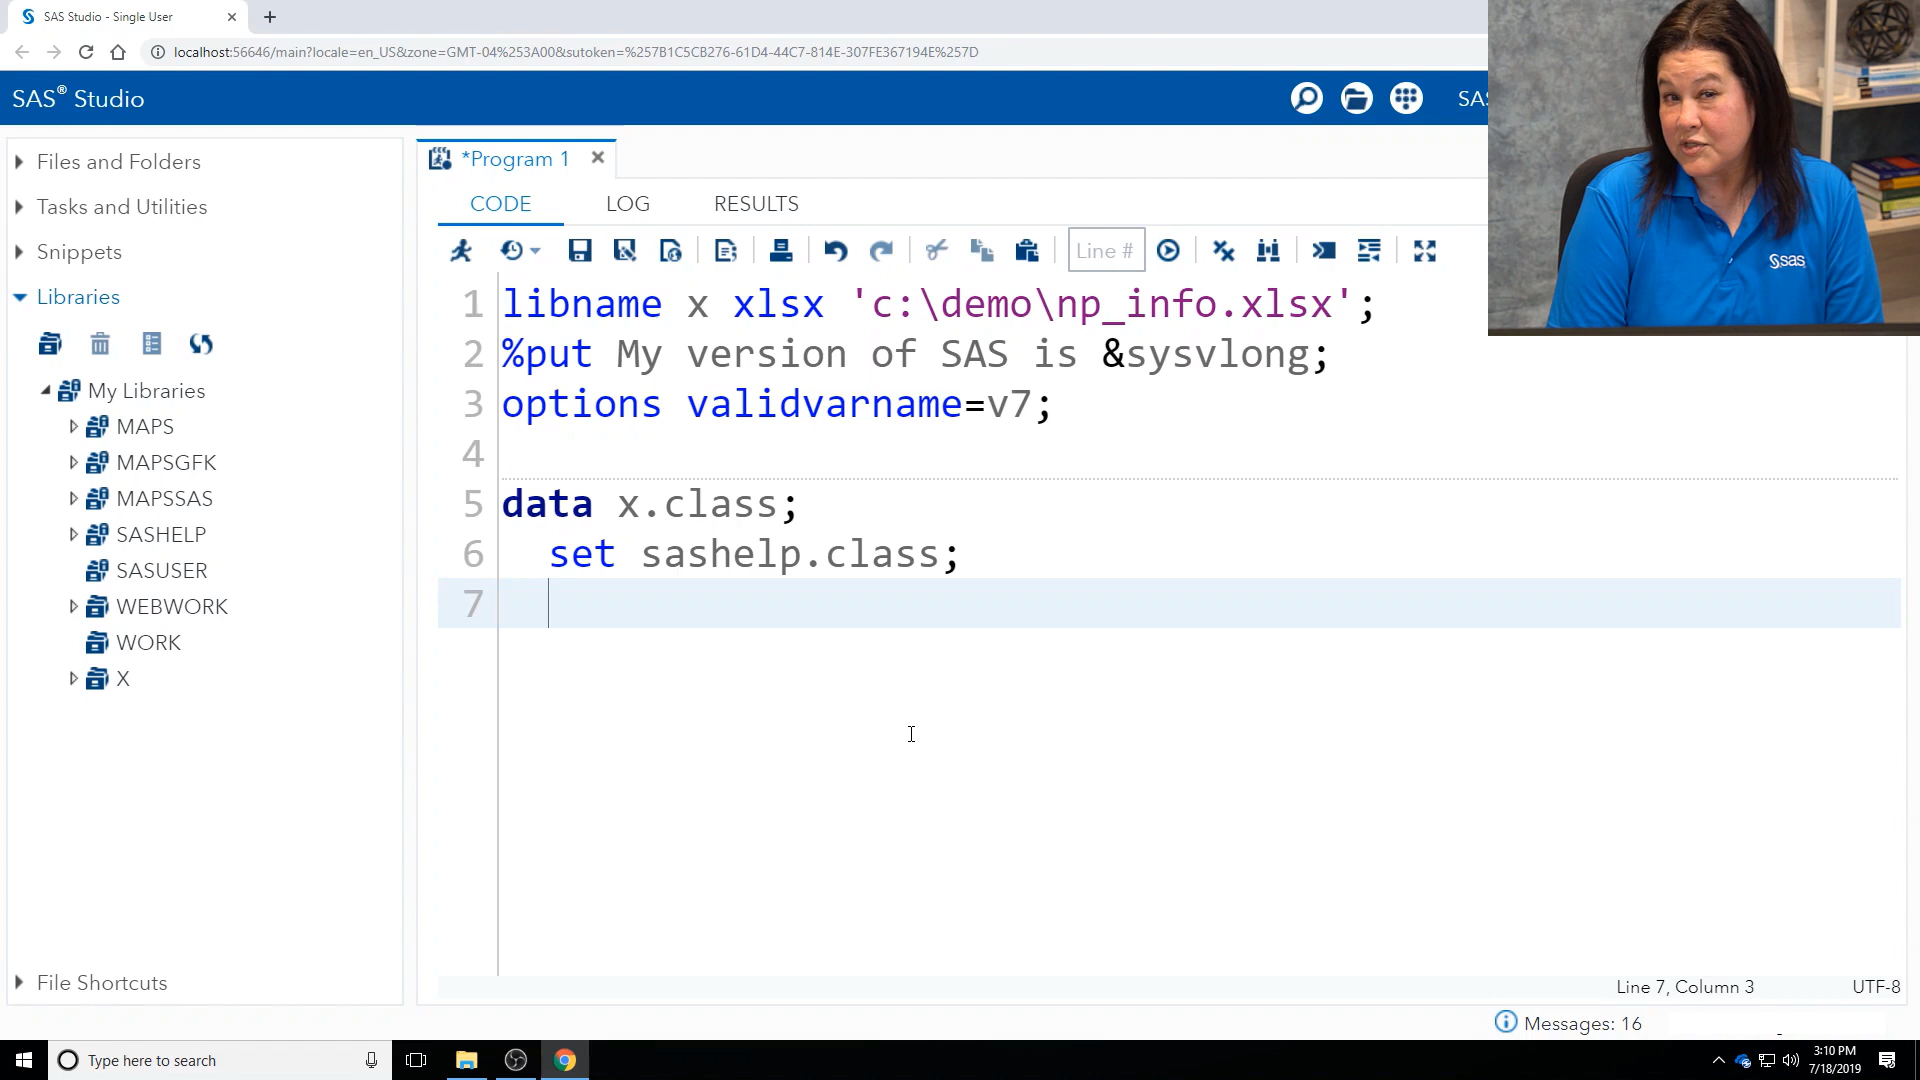 SAS Studio - Single User
localhost:56646/main?locale=en_US&zone=GMT-04%253A00&sutoken=%257B1C5CB276-61D4-44C7-814E-307FE367194E%257D
SAS® Studio
SAS
Files and Folders
Tasks and Utilities
Snippets
Libraries
My Libraries
MAPS
MAPSGFK
MAPSSAS
SASHELP
SASUSER
WEBWORK
WORK
X
File Shortcuts
*Program 1
CODE LOG RESULTS
Line #
1 libname x xlsx 'c:\demo\np_info.xlsx';
2 %put My version of SAS is &sysvlong;
3 options validvarname=v7;
4
5 data x.class;
6 set sashelp.class;
7
Line 7, Column 3 UTF-8
Messages: 16
sas
Type here to search
3:10 PM
7/18/2019